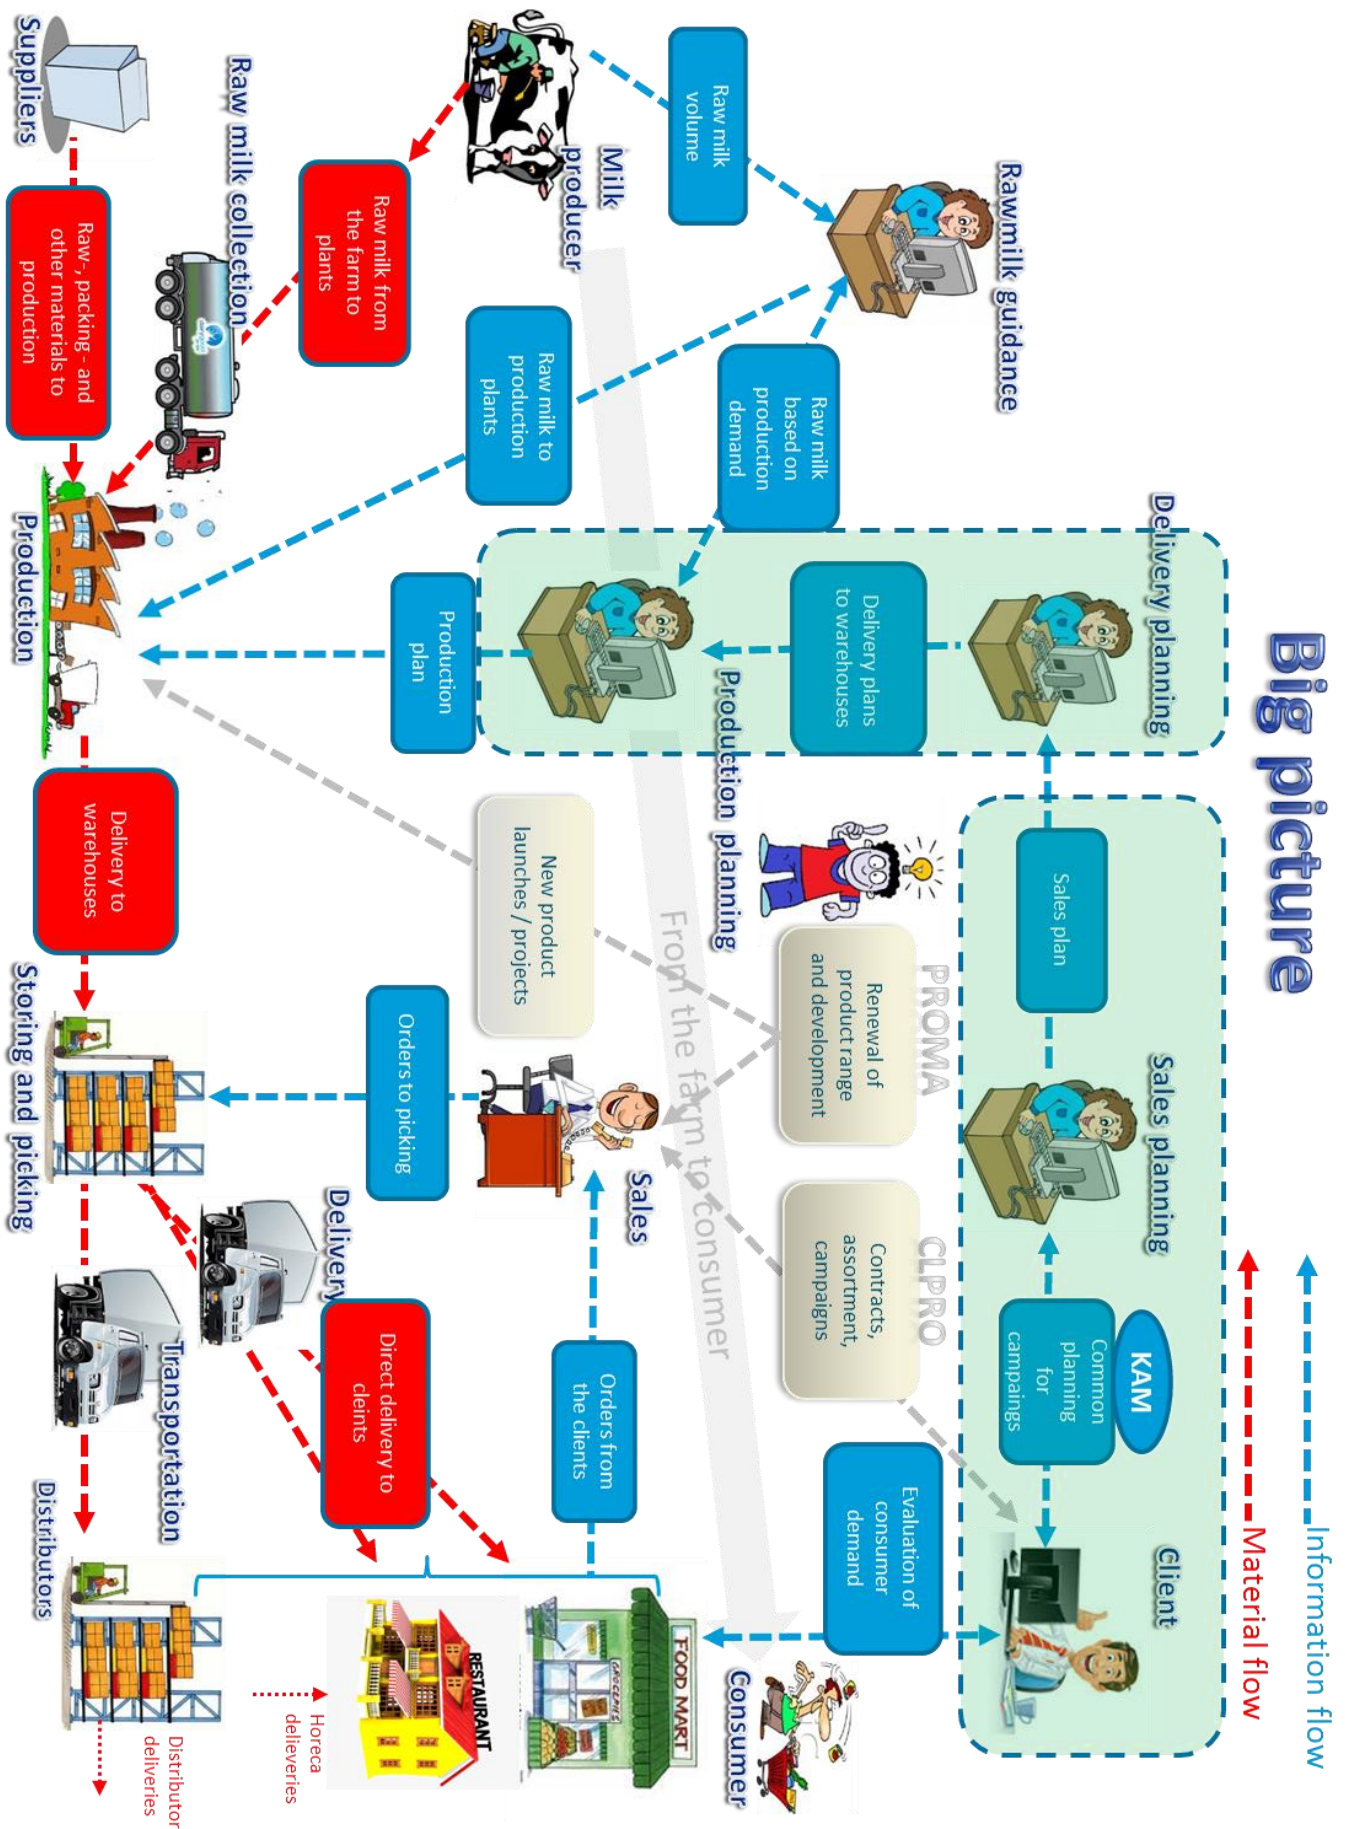 Big picture
Information flow
Material flow
Rawmilk guidance
Delivery planning
Sales planning
Client
Sales plan
KAM
Common
planning
for
campaings
Raw milk
volume
Raw milk
based on
production
demand
Delivery plans
to warehouses
PROMA
Renewal of
product range
and development
CLPRO
Contracts,
assortment,
campaigns
Evaluation of
consumer
demand
Milk
producer
Production planning
From the farm to consumer
Consumer
Raw milk from
the farm to
plants
Raw milk to
production
plants
Production
plan
New product
launches / projects
Sales
Orders to picking
Orders from
the clients
FOOD MART
GROCERIES
RESTAURANT
Raw milk collection
Delivery
Direct delivery to
cleints
Horeca
delieveries
Suppliers
Raw-, packing - and
other materials to
production
Production
Delivery to
warehouses
Storing and picking
Transportation
Distributors
Distributor
deliveries